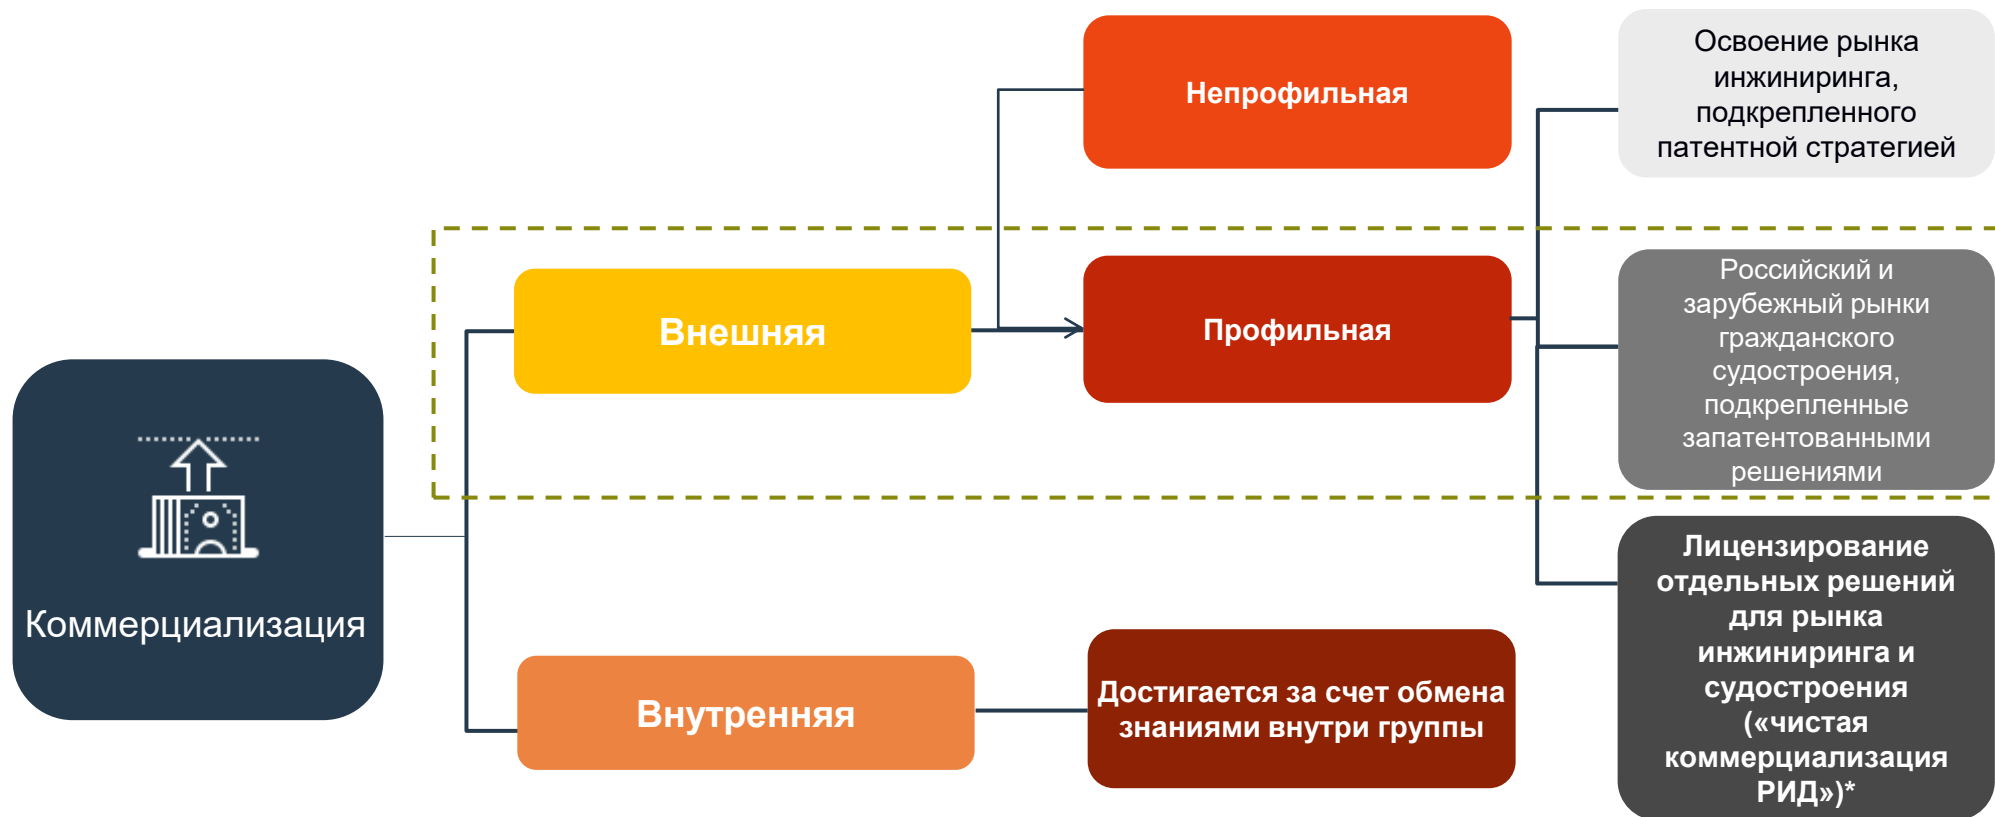 Коммерциализация
Внешняя
Внутренняя
Непрофильная
Профильная
Достигается за счет обмена
знаниями внутри группы
Освоение рынка
инжиниринга,
подкрепленного
патентной стратегией
Российский и
зарубежный рынки
гражданского
судостроения,
подкрепленные
запатентованными
решениями
Лицензирование
отдельных решений
для рынка
инжиниринга и
судостроения
(«чистая
коммерциализация
РИД»)*